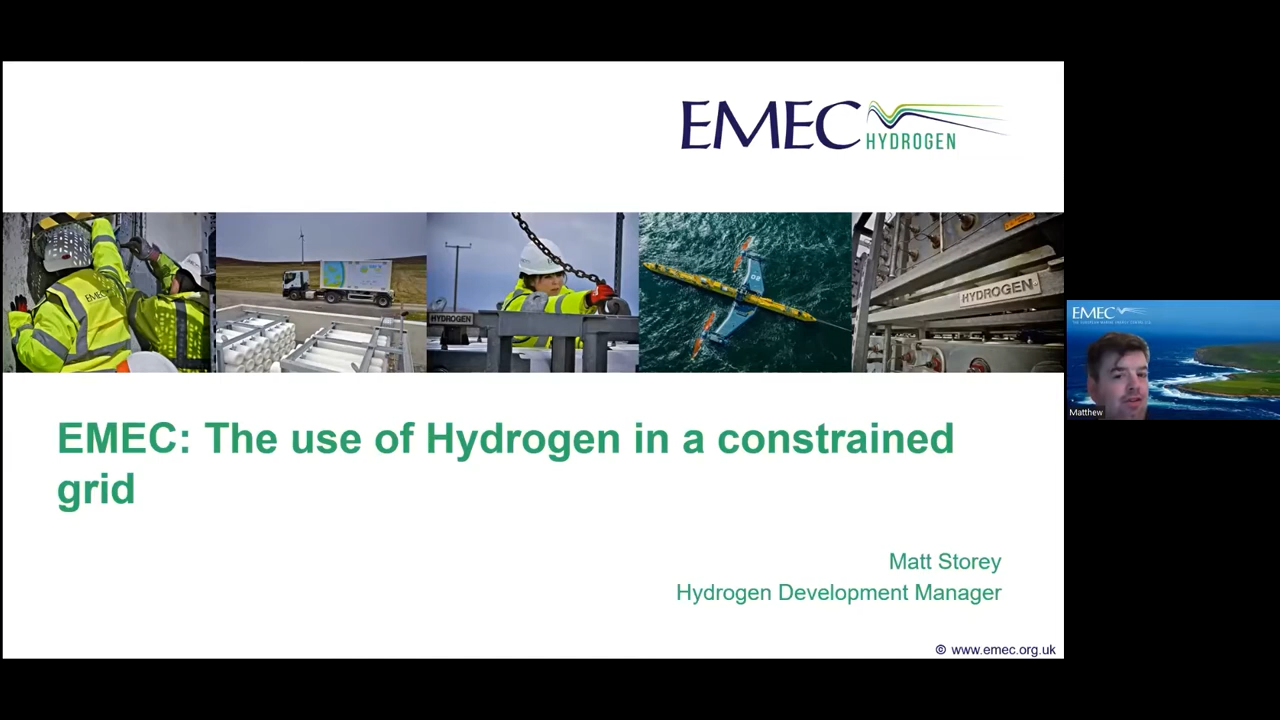 EMEC
HYDROGEN
EMEC
HYDROGEN
HYDROGEN
EMEC: The use of Hydrogen in a constrained
grid
Matt Storey
Hydrogen Development Manager
© www.emec.org.uk
EMEC
Matthew